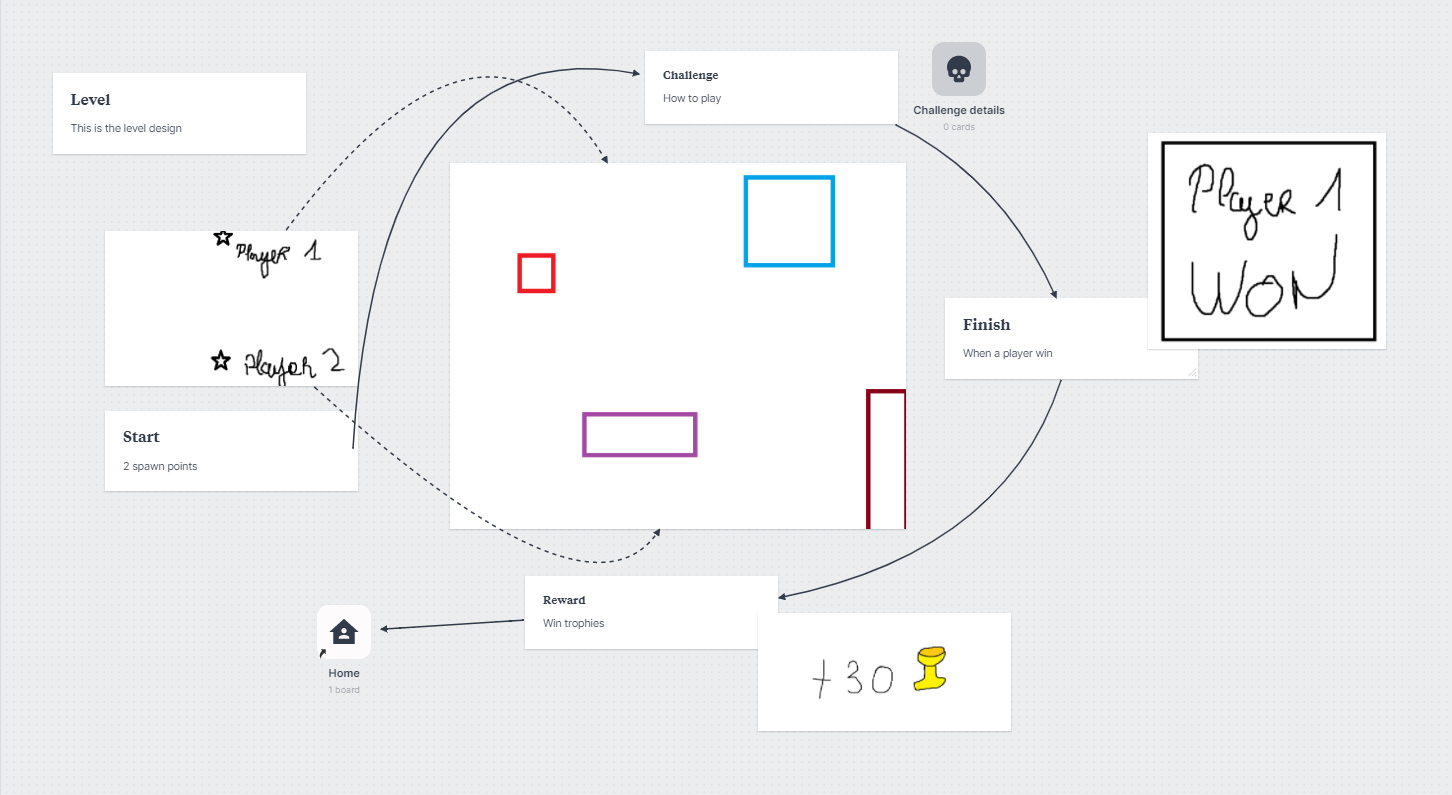 Level
This is the level design
Player 1
Player 2
Start
2 spawn points
Challenge
How to play
Challenge details
0 cards
Finish
When a player win
Player 1
WON
Reward
Win trophies
+30
Home
1 board